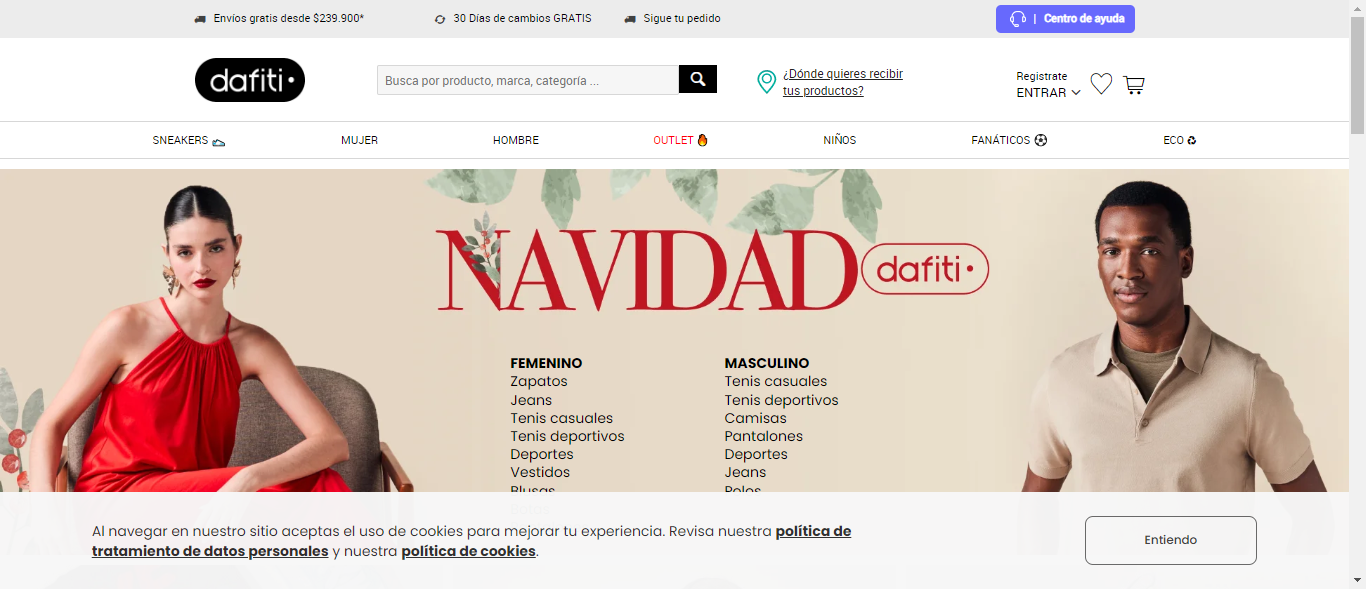 Envíos gratis desde $239.900*
30 Días de cambios GRATIS
Sigue tu pedido
| Centro de ayuda
dafiti
Busca por producto, marca, categoría ...
¿Dónde quieres recibir
tus productos?
Registrate
ENTRAR
SNEAKERS
MUJER
HOMBRE
OUTLET
NIÑOS
FANÁTICOS
ECO
NAVIDAD
dafiti
FEMENINO
Zapatos
Jeans
Tenis casuales
Tenis deportivos
Deportes
Vestidos
Blusas
MASCULINO
Tenis casuales
Tenis deportivos
Camisas
Pantalones
Deportes
Jeans
Polos
Al navegar en nuestro sitio aceptas el uso de cookies para mejorar tu experiencia. Revisa nuestra política de
tratamiento de datos personales y nuestra política de cookies.
Entiendo